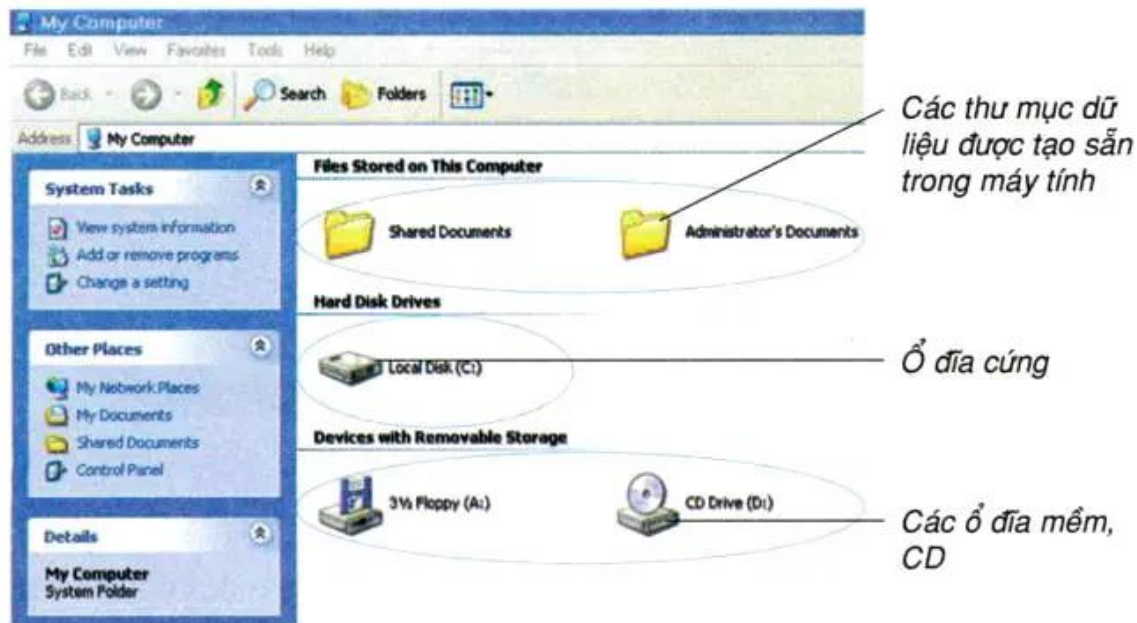 My Computer
File Edit View Favorites Tools Help
Back Search Folders
Address My Computer
System Tasks
View system information
Add or remove programs
Change a setting
Other Places
My Network Places
My Documents
Shared Documents
Control Panel
Details
My Computer
System Folder
Files Stored on This Computer
Shared Documents Administrator's Documents
Hard Disk Drives
Local Disk (C:)
Devices with Removable Storage
3½ Floppy (A:) CD Drive (D:)
Các thư mục dữ
liệu được tạo sẵn
trong máy tính
Ổ đĩa cứng
Các ổ đĩa mềm,
CD